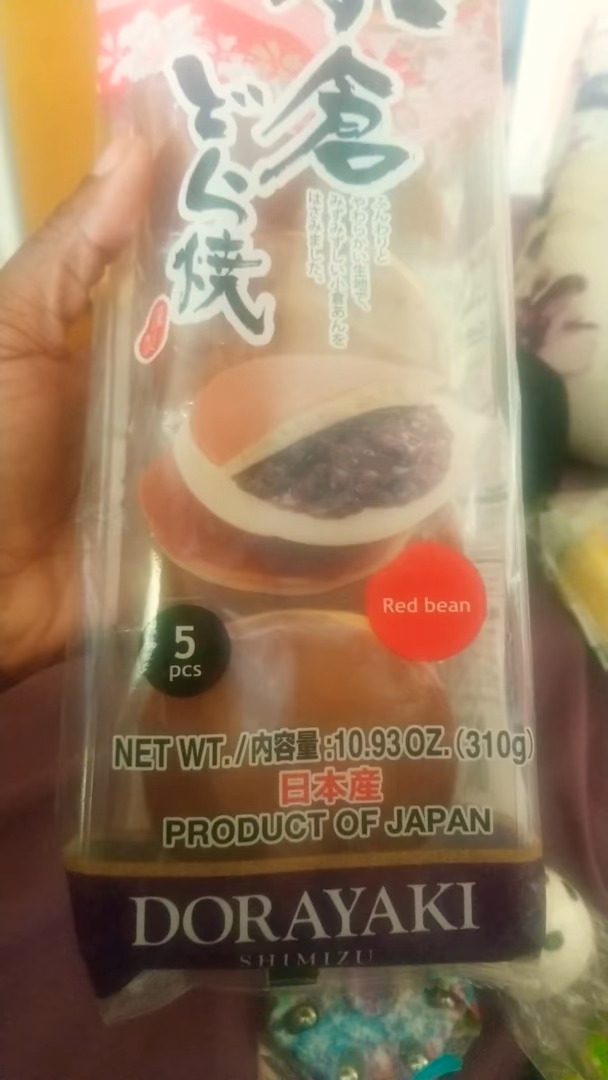 倉
どら焼
ふんわりと
やわらかい生地で、
みずみずしい小倉あんを
はさみました。
Red bean
5
pcs
NET WT./内容量:10.93OZ.(310g)
日本産
PRODUCT OF JAPAN
DORAYAKI
SHIMIZU